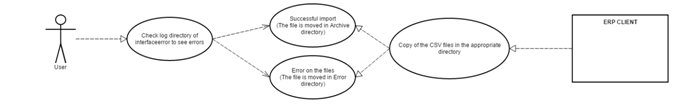 User
Check log directory of
interfaceerror to see errors
Successful import
(The file is moved in Archive
directory)
Error on the files
(The file is moved in Error
directory)
Copy of the CSV files in the appropriate
directory
ERP CLIENT